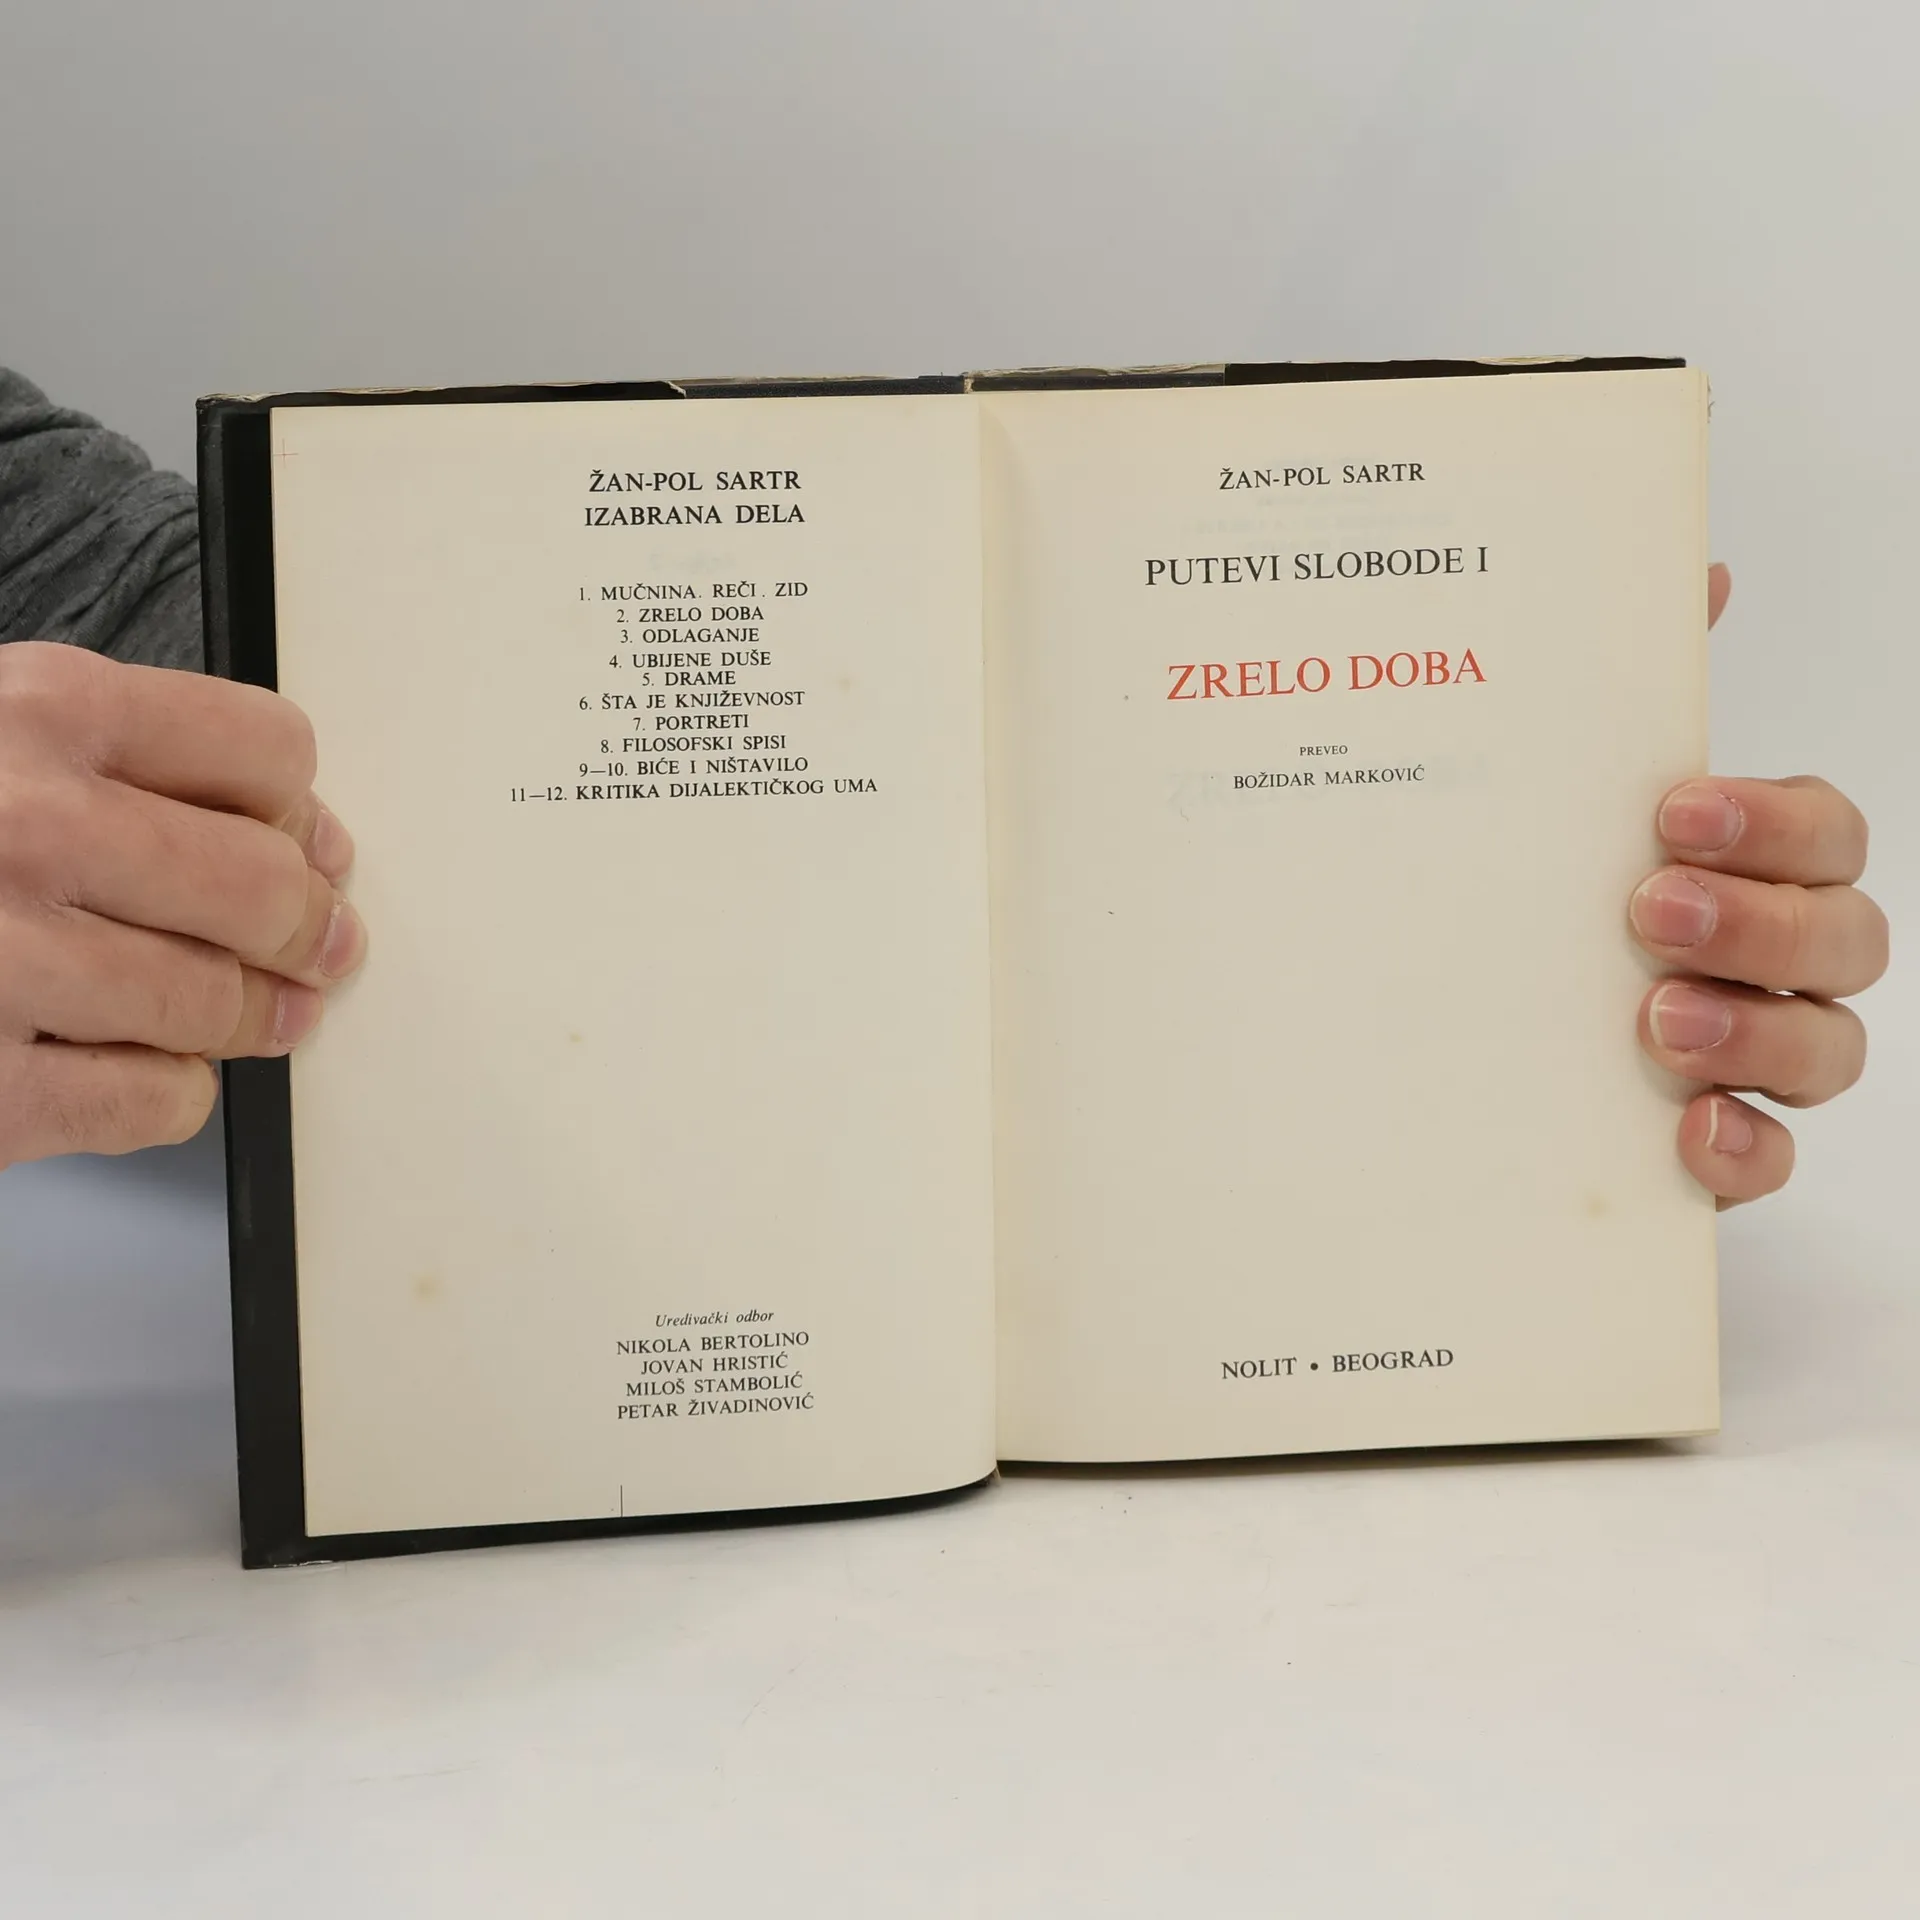 ŽAN-POL SARTR
IZABRANA DELA
1. MUČNINA. REČI. ZID
2. ZRELO DOBA
3. ODLAGANJE
4. UBIJENE DUŠE
5. DRAME
6. ŠTA JE KNJIŽEVNOST
7. PORTRETI
8. FILOSOFSKI SPISI
9—10. BIĆE I NIŠTAVILO
11—12. KRITIKA DIJALEKTIČKOG UMA
Uredivački odbor
NIKOLA BERTOLINO
JOVAN HRISTIĆ
MILOŠ STAMBOLIĆ
PETAR ŽIVADINOVIĆ
ŽAN-POL SARTR
PUTEVI SLOBODE I
ZRELO DOBA
PREVEO
BOŽIDAR MARKOVIĆ
NOLIT • BEOGRAD